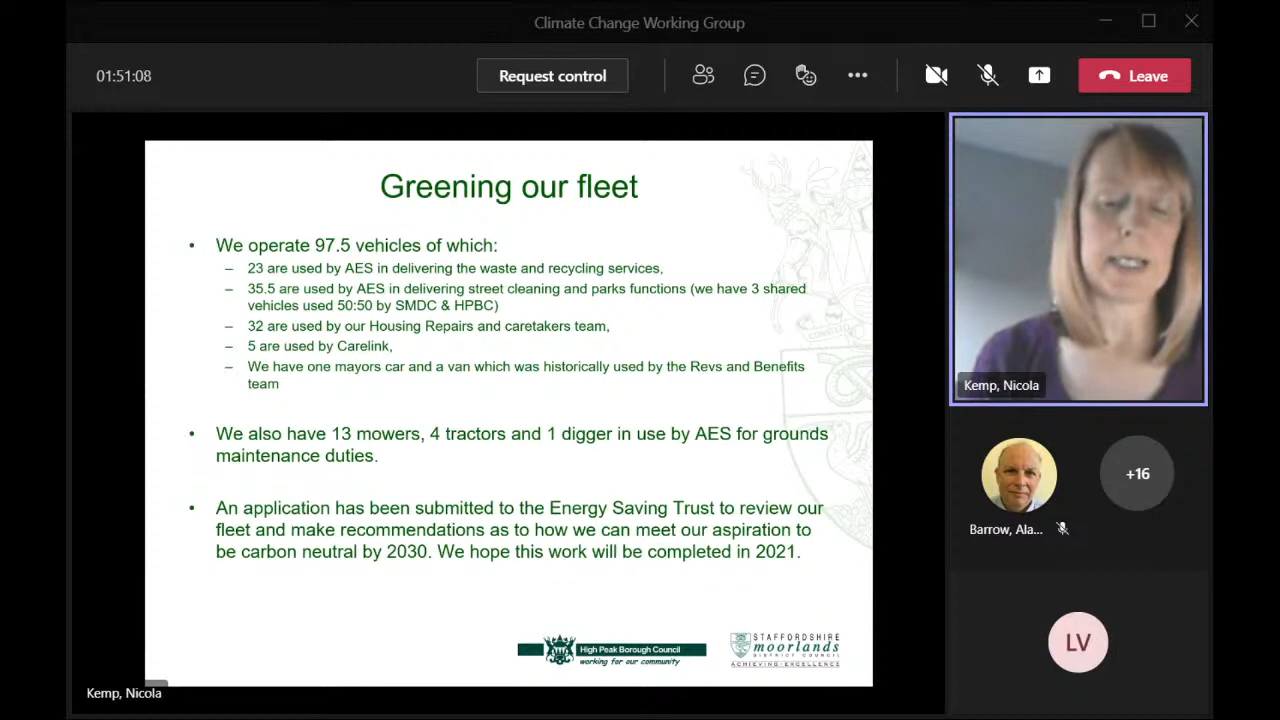 Climate Change Working Group
01:51:08
Request control
Leave
Greening our fleet
• We operate 97.5 vehicles of which:
– 23 are used by AES in delivering the waste and recycling services,
– 35.5 are used by AES in delivering street cleaning and parks functions (we have 3 shared
vehicles used 50:50 by SMDC & HPBC)
– 32 are used by our Housing Repairs and caretakers team,
– 5 are used by Carelink,
– We have one mayors car and a van which was historically used by the Revs and Benefits
team
• We also have 13 mowers, 4 tractors and 1 digger in use by AES for grounds
maintenance duties.
• An application has been submitted to the Energy Saving Trust to review our
fleet and make recommendations as to how we can meet our aspiration to
be carbon neutral by 2030. We hope this work will be completed in 2021.
High Peak Borough Council
working for our community
STAFFORDSHIRE
moorlands
DISTRICT COUNCIL
ACHIEVING EXCELLENCE
Kemp, Nicola
Kemp, Nicola
Barrow, Ala...
+16
LV